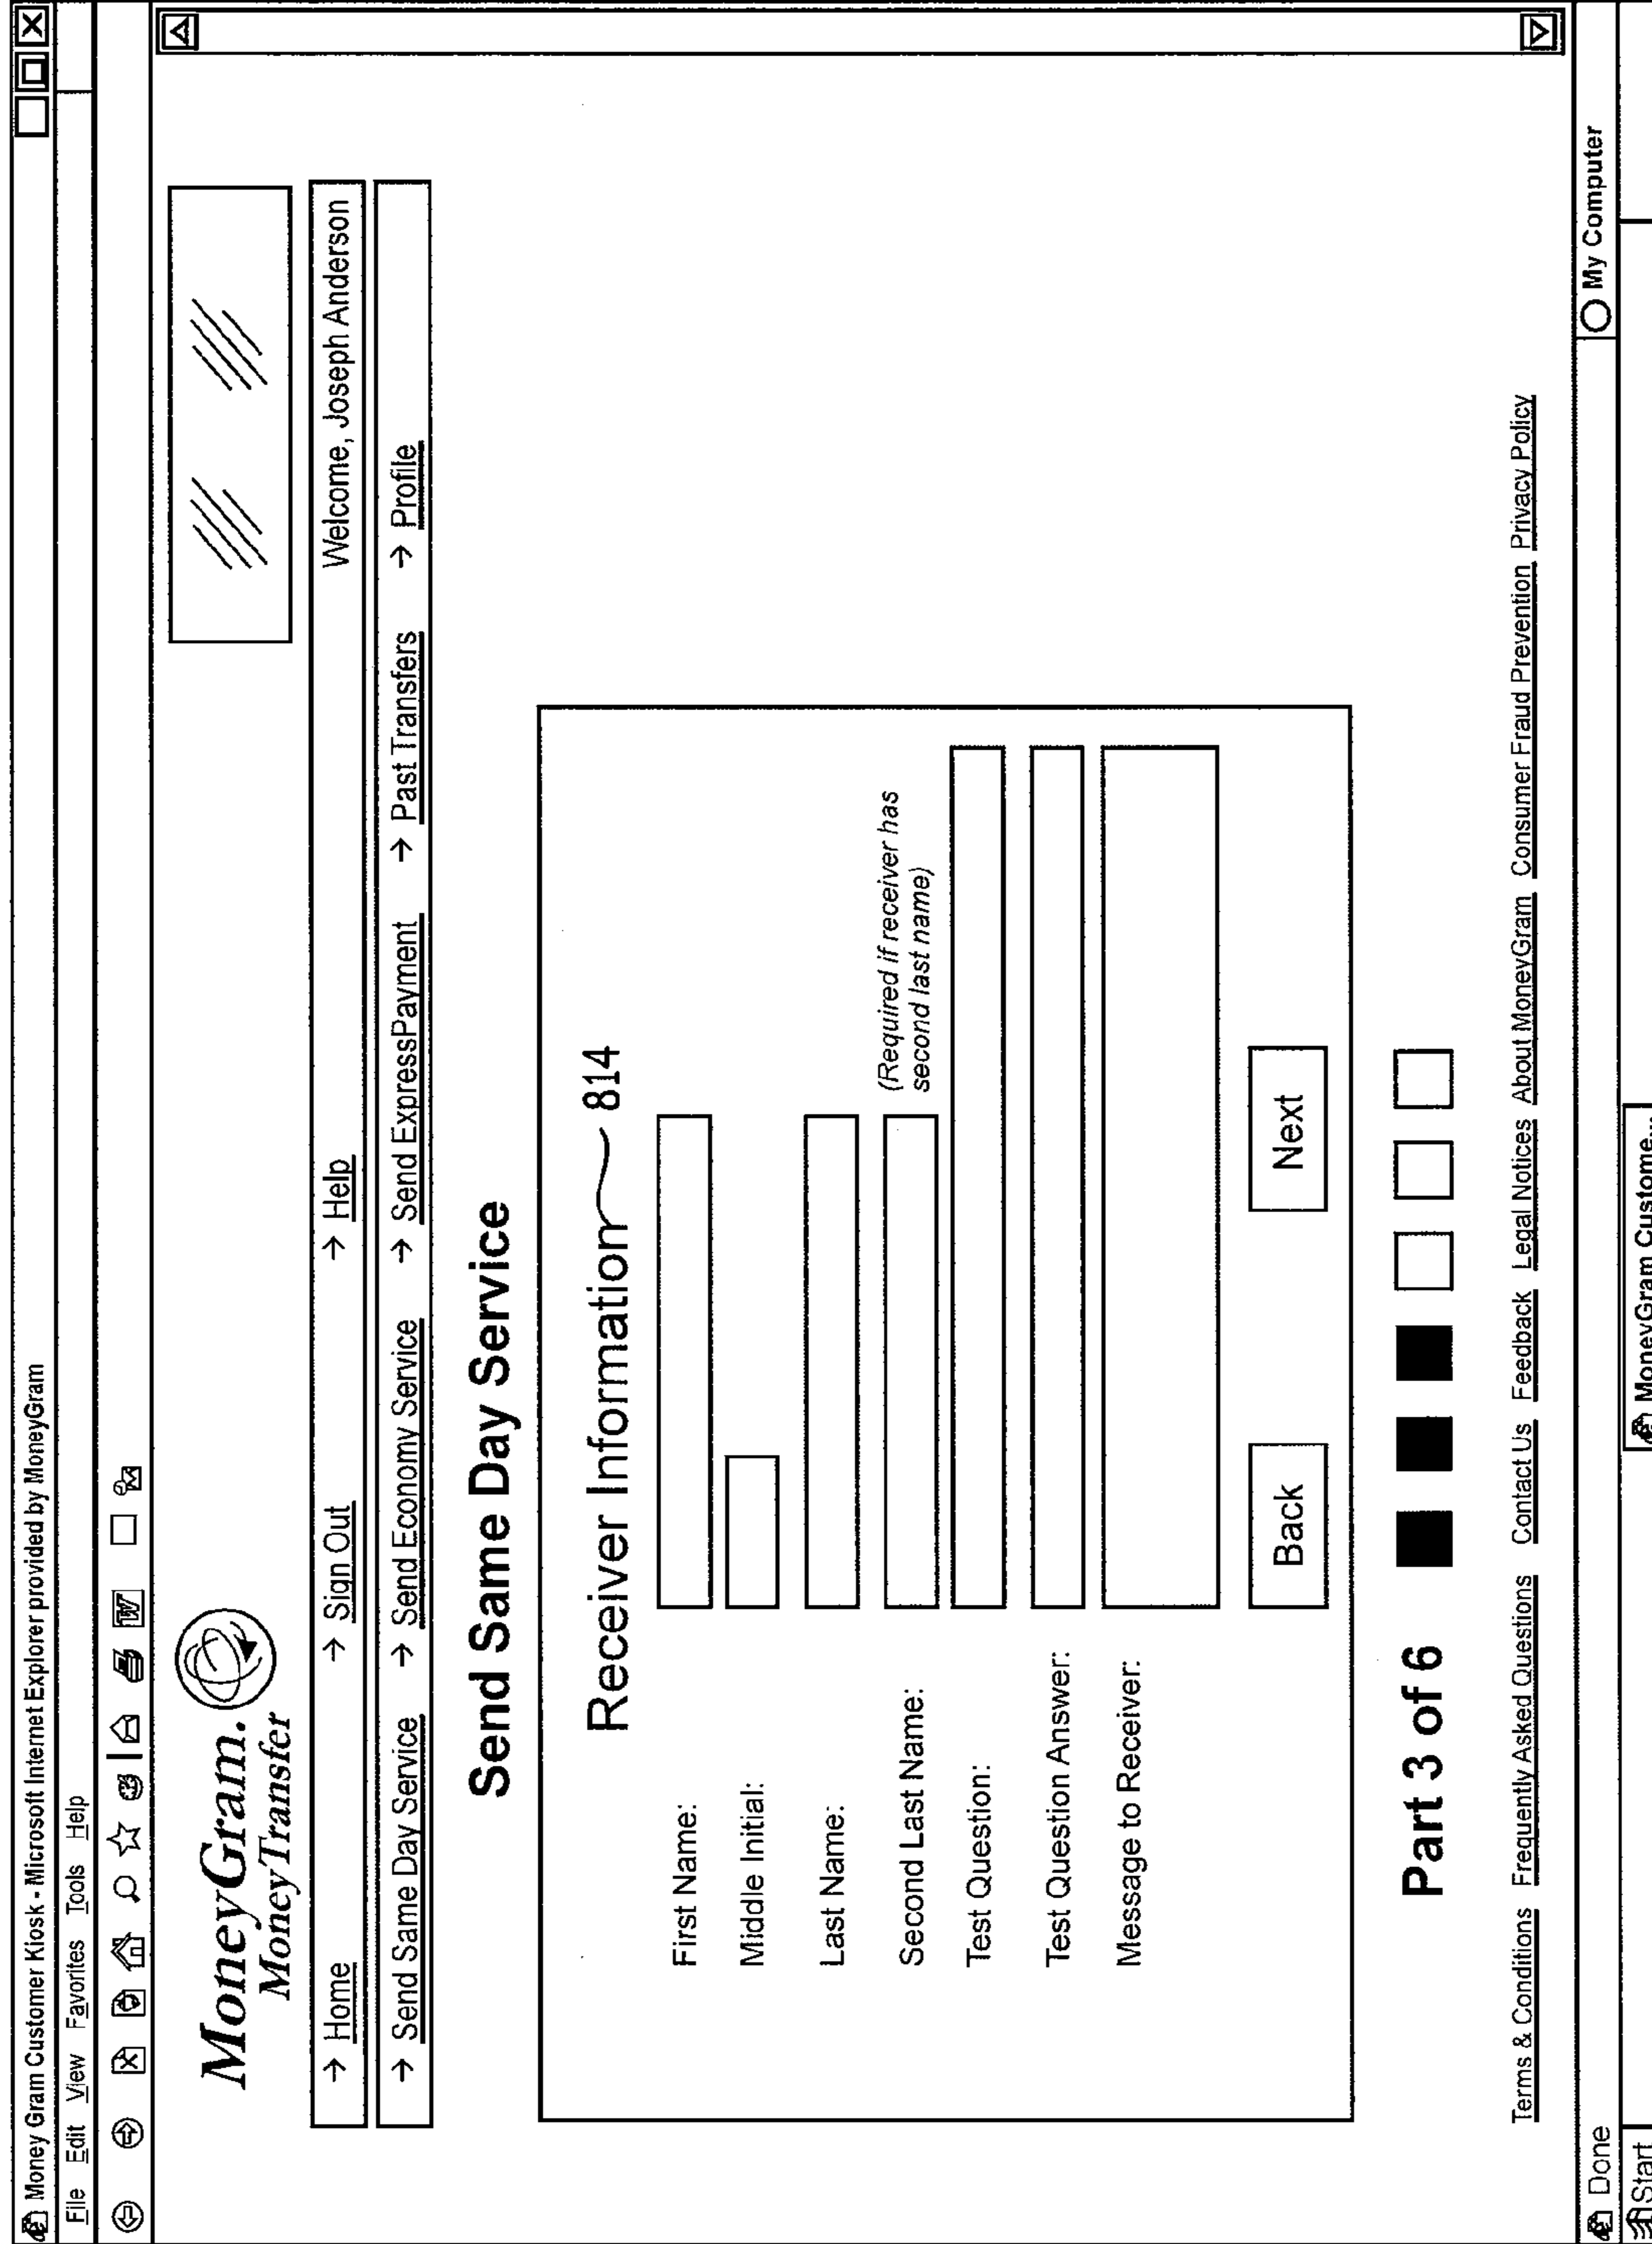 Money Gram Customer Kiosk - Microsoft Internet Explorer provided by MoneyGram
File Edit View Favorites Tools Help
W
MoneyGram.
MoneyTransfer
→ Home → Sign Out → Help Welcome, Joseph Anderson
→ Send Same Day Service → Send Economy Service → Send ExpressPayment → Past Transfers → Profile
Send Same Day Service
Receiver Information 814
First Name:
Middle Initial:
Last Name:
Second Last Name: (Required if receiver has
second last name)
Test Question:
Test Question Answer:
Message to Receiver:
Back Next
Part 3 of 6
Terms & Conditions Frequently Asked Questions Contact Us Feedback Legal Notices About MoneyGram Consumer Fraud Prevention Privacy Policy
Done My Computer
Start MoneyGram Custome...